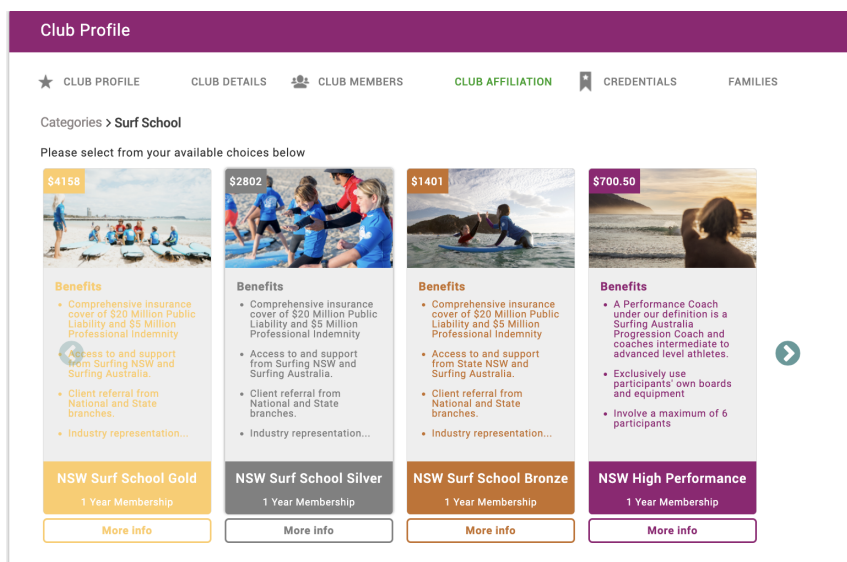 Club Profile
CLUB PROFILE
CLUB DETAILS
CLUB MEMBERS
CLUB AFFILIATION
CREDENTIALS
FAMILIES
Categories > Surf School
Please select from your available choices below
$4158
Benefits
• Comprehensive insurance
cover of $20 Million Public
Liability and $5 Million
Professional Indemnity
• Access to and support
from Surfing NSW and
Surfing Australia.
• Client referral from
National and State
branches.
• Industry representation...
NSW Surf School Gold
1 Year Membership
More info
$2802
Benefits
• Comprehensive insurance
cover of $20 Million Public
Liability and $5 Million
Professional Indemnity
• Access to and support
from Surfing NSW and
Surfing Australia.
• Client referral from
National and State
branches.
• Industry representation...
NSW Surf School Silver
1 Year Membership
More info
$1401
Benefits
• Comprehensive insurance
cover of $20 Million Public
Liability and $5 Million
Professional Indemnity
• Access to and support
from State NSW and
Surfing Australia.
• Client referral from
National and State
branches.
• Industry representation...
NSW Surf School Bronze
1 Year Membership
More info
$700.50
Benefits
• A Performance Coach
under our definition is a
Surfing Australia
Progression Coach and
coaches intermediate to
advanced level athletes.
• Exclusively use
participants' own boards
and equipment
• Involve a maximum of 6
participants
NSW High Performance
1 Year Membership
More info